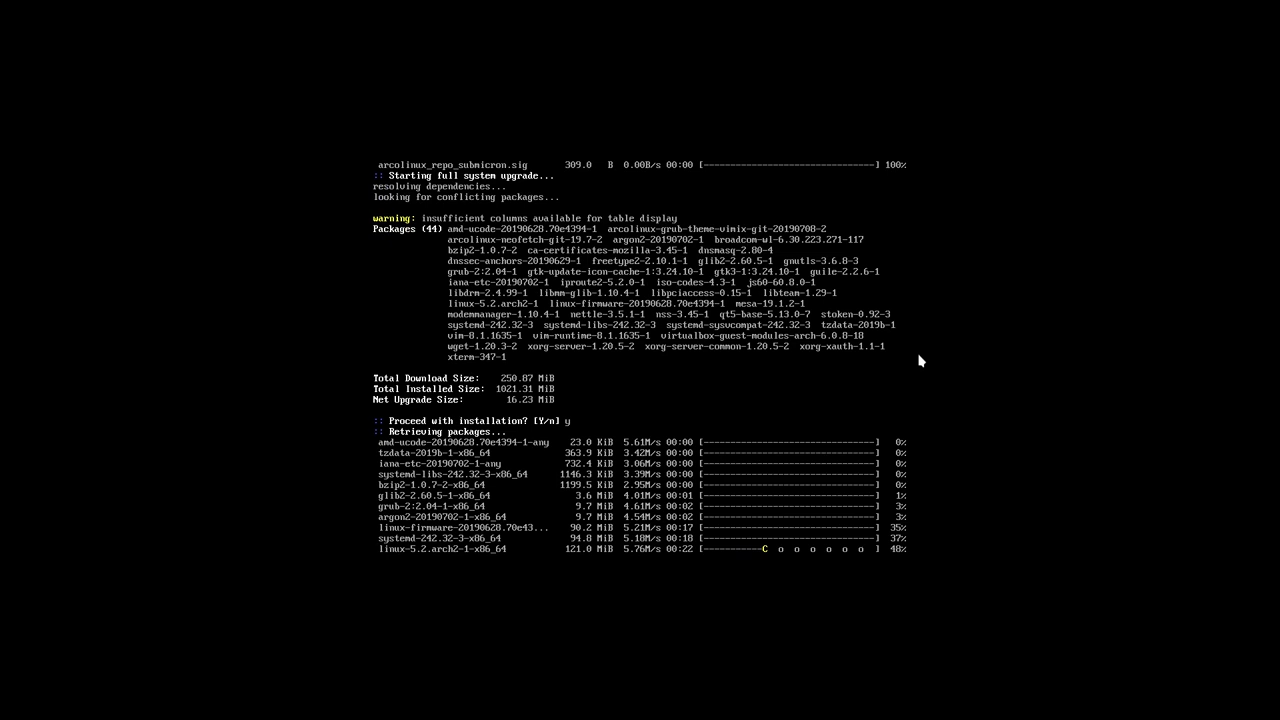 arcolinux_repo_submicron.sig 309.0 B 0.00B/s 00:00 [--------------------------------] 100%
:: Starting full system upgrade...
resolving dependencies...
looking for conflicting packages...
warning: insufficient columns available for table display
Packages (44) amd-ucode-20190628.70e4394-1 arcolinux-grub-theme-vimix-git-20190708-2
arcolinux-neofetch-git-19.7-2 argon2-20190702-1 broadcom-wl-6.30.223.271-117
bzip2-1.0.7-2 ca-certificates-mozilla-3.45-1 dnsmasq-2.80-4
dnssec-anchors-20190629-1 freetype2-2.10.1-1 glib2-2.60.5-1 gnutls-3.6.8-3
grub-2:2.04-1 gtk-update-icon-cache-1:3.24.10-1 gtk3-1:3.24.10-1 guile-2.2.6-1
iana-etc-20190702-1 iproute2-5.2.0-1 iso-codes-4.3-1 js60-60.8.0-1
libdrm-2.4.99-1 libmm-glib-1.10.4-1 libpciaccess-0.15-1 libteam-1.29-1
linux-5.2.arch2-1 linux-firmware-20190628.70e4394-1 mesa-19.1.2-1
modemmanager-1.10.4-1 nettle-3.5.1-1 nss-3.45-1 qt5-base-5.13.0-7 stoken-0.92-3
systemd-242.32-3 systemd-libs-242.32-3 systemd-sysvcompat-242.32-3 tzdata-2019b-1
vim-8.1.1635-1 vim-runtime-8.1.1635-1 virtualbox-guest-modules-arch-6.0.8-18
wget-1.20.3-2 xorg-server-1.20.5-2 xorg-server-common-1.20.5-2 xorg-xauth-1.1-1
xterm-347-1
Total Download Size: 250.87 MiB
Total Installed Size: 1021.31 MiB
Net Upgrade Size: 16.23 MiB
:: Proceed with installation? [Y/n] y
:: Retrieving packages...
amd-ucode-20190628.70e4394-1-any 23.0 KiB 5.61M/s 00:00 [--------------------------------] 0%
tzdata-2019b-1-x86_64 363.9 KiB 3.42M/s 00:00 [--------------------------------] 0%
iana-etc-20190702-1-any 732.4 KiB 3.06M/s 00:00 [--------------------------------] 0%
systemd-libs-242.32-3-x86_64 1146.3 KiB 3.39M/s 00:00 [--------------------------------] 0%
bzip2-1.0.7-2-x86_64 1199.5 KiB 2.95M/s 00:00 [--------------------------------] 0%
glib2-2.60.5-1-x86_64 3.6 MiB 4.01M/s 00:01 [--------------------------------] 1%
grub-2:2.04-1-x86_64 9.7 MiB 4.61M/s 00:02 [--------------------------------] 3%
argon2-20190702-1-x86_64 9.7 MiB 4.54M/s 00:02 [--------------------------------] 3%
linux-firmware-20190628.70e43... 90.2 MiB 5.21M/s 00:17 [--------------------------------] 35%
systemd-242.32-3-x86_64 94.8 MiB 5.18M/s 00:18 [--------------------------------] 37%
linux-5.2.arch2-1-x86_64 121.0 MiB 5.76M/s 00:22 [-----------C o o o o o o ] 48%